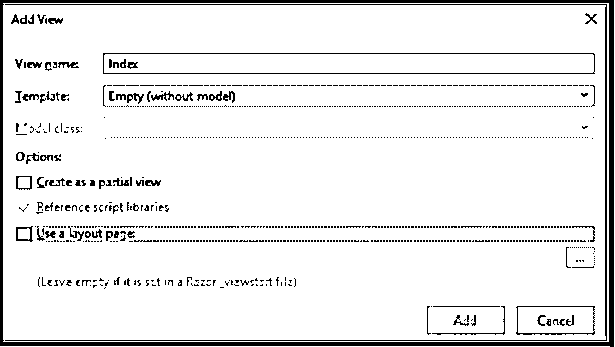 Add View
View name: Index
Template: Empty (without model)
Model class:
Options:
Create as a partial view
Reference script libraries
Use a layout page:
...
(Leave empty if it is set in a Razor _viewstart file)
Add Cancel